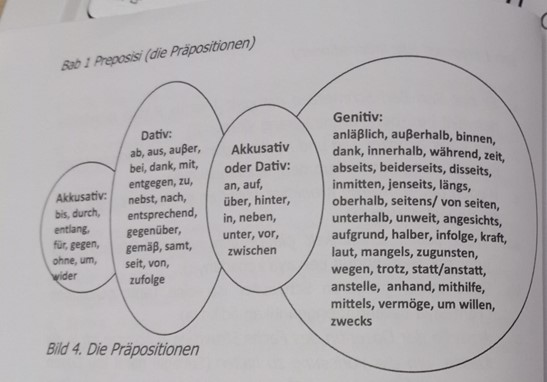 Bab 1 Preposisi (die Präpositionen)
Akkusativ:
bis, durch,
entlang,
für, gegen,
ohne, um,
wider
Dativ:
ab, aus, außer,
bei, dank, mit,
entgegen, zu,
nebst, nach,
entsprechend,
gegenüber,
gemäß, samt,
seit, von,
zufolge
Akkusativ
oder Dativ:
an, auf,
über, hinter,
in, neben,
unter, vor,
zwischen
Genitiv:
anläßlich, außerhalb, binnen,
dank, innerhalb, während, zeit,
abseits, beiderseits, disseits,
inmitten, jenseits, längs,
oberhalb, seitens/ von seiten,
unterhalb, unweit, angesichts,
aufgrund, halber, infolge, kraft,
laut, mangels, zugunsten,
wegen, trotz, statt/anstatt,
anstelle, anhand, mithilfe,
mittels, vermöge, um willen,
zwecks
Bild 4. Die Präpositionen